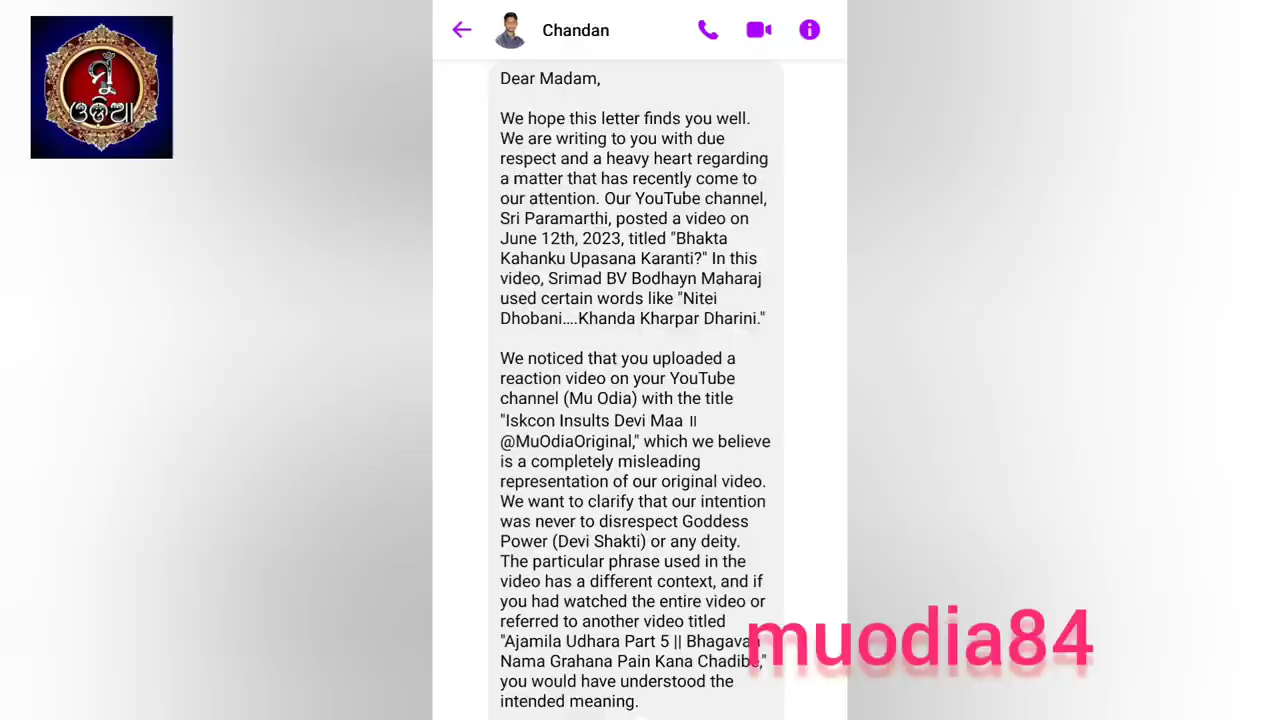 ମୁଁ
ଓଡ଼ିଆ
Chandan
Dear Madam,
We hope this letter finds you well.
We are writing to you with due
respect and a heavy heart regarding
a matter that has recently come to
our attention. Our YouTube channel,
Sri Paramarthi, posted a video on
June 12th, 2023, titled "Bhakta
Kahanku Upasana Karanti?" In this
video, Srimad BV Bodhayn Maharaj
used certain words like "Nitei
Dhobani....Khanda Kharpar Dharini."
We noticed that you uploaded a
reaction video on your YouTube
channel (Mu Odia) with the title
"Iskcon Insults Devi Maa ॥
@MuOdiaOriginal," which we believe
is a completely misleading
representation of our original video.
We want to clarify that our intention
was never to disrespect Goddess
Power (Devi Shakti) or any deity.
The particular phrase used in the
video has a different context, and if
you had watched the entire video or
referred to another video titled
"Ajamila Udhara Part 5 || Bhagavan
Nama Grahana Pain Kana Chadibe,"
you would have understood the
intended meaning.
muodia84